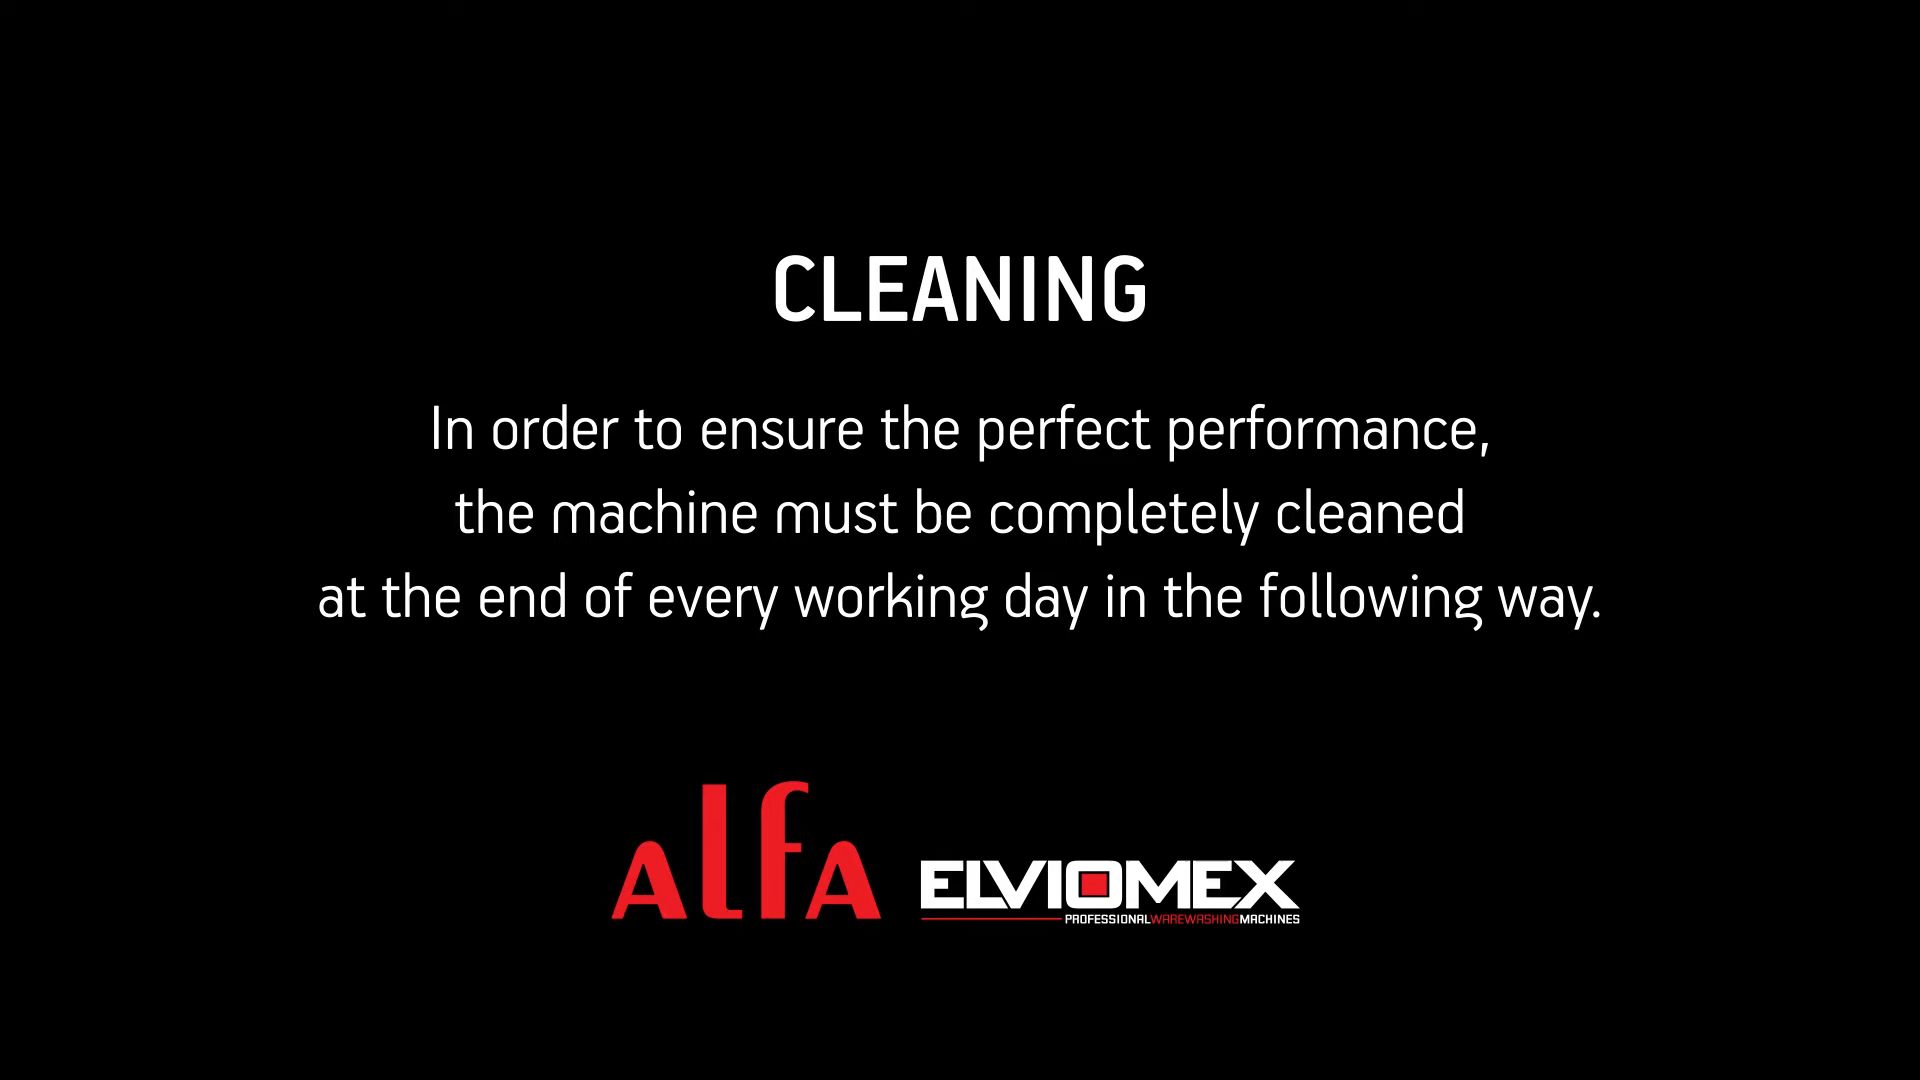 CLEANING
In order to ensure the perfect performance,
the machine must be completely cleaned
at the end of every working day in the following way.
alfa
ELVIOMEX
PROFESSIONALWAREWASHINGMACHINES